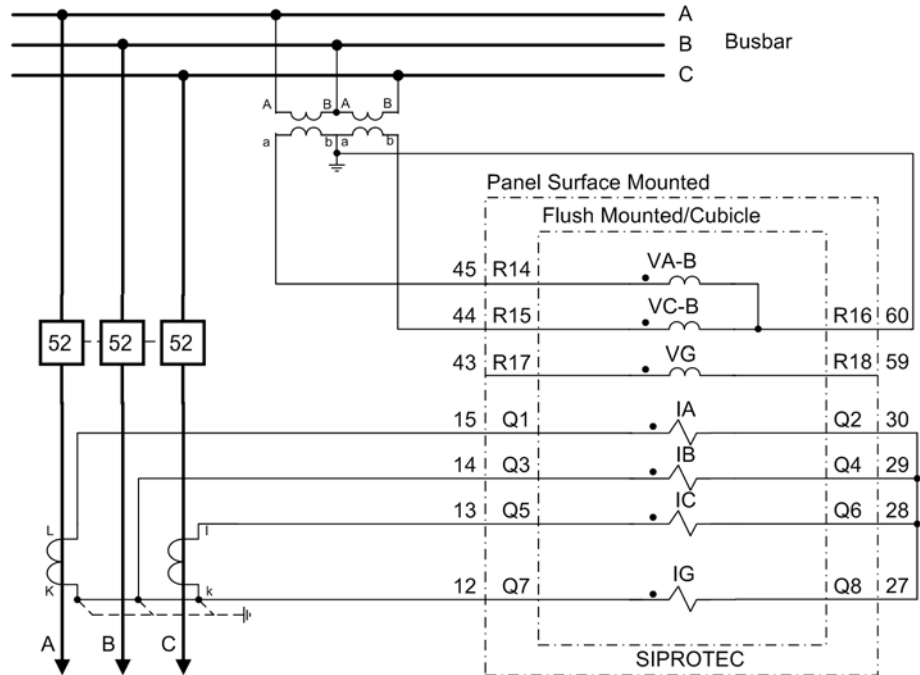 A
B Busbar
C
A B A B
a b a b
Panel Surface Mounted
Flush Mounted/Cubicle
45 R14 VA-B
44 R15 VC-B R16 60
52 52 52
43 R17 VG R18 59
15 Q1 IA Q2 30
14 Q3 IB Q4 29
13 Q5 IC Q6 28
L l
K k
12 Q7 IG Q8 27
A B C
SIPROTEC